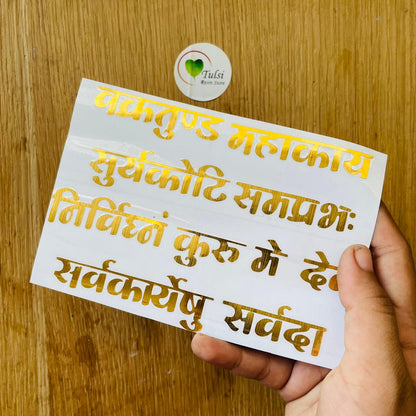 Tulsi
वक्रतुण्ड महाकाय
सुर्यकोटि समप्रभः
निर्विघ्नं कुरु मे
सर्वकार्येषु सर्वदा